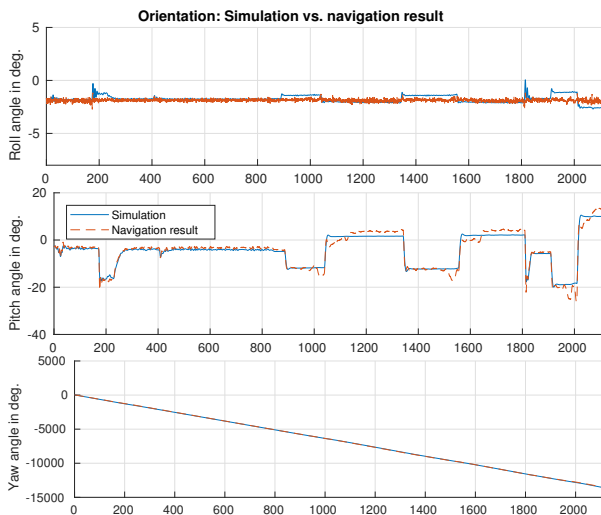 Orientation: Simulation vs. navigation result
Roll angle in deg.
5
0
-5
0 200 400 600 800 1000 1200 1400 1600 1800 2000
Pitch angle in deg.
20
0
-20
-40
Simulation
Navigation result
0 200 400 600 800 1000 1200 1400 1600 1800 2000
Yaw angle in deg.
5000
0
-5000
-10000
-15000
0 200 400 600 800 1000 1200 1400 1600 1800 2000